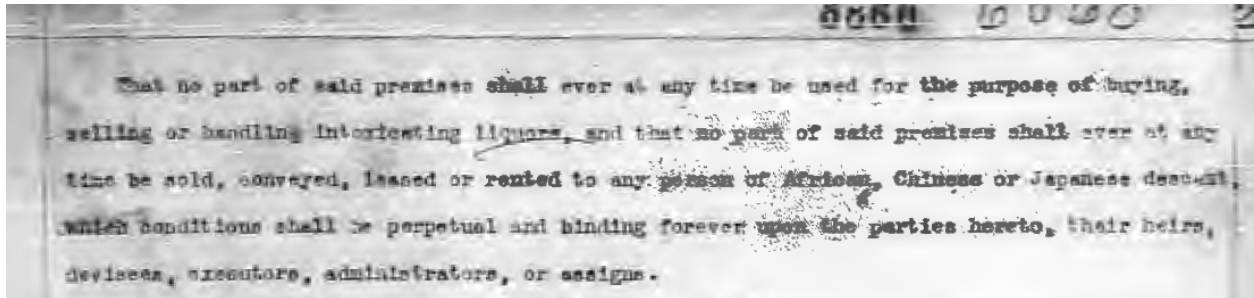 That no part of said premises shall ever at any time be used for the purpose of buying,
selling or handling intoxicating liquors, and that no part of said premises shall ever at any
time be sold, conveyed, leased or rented to any person of African, Chinese or Japanese descent,
which conditions shall be perpetual and binding forever upon the parties hereto, their heirs,
devisees, executors, administrators, or assigns.